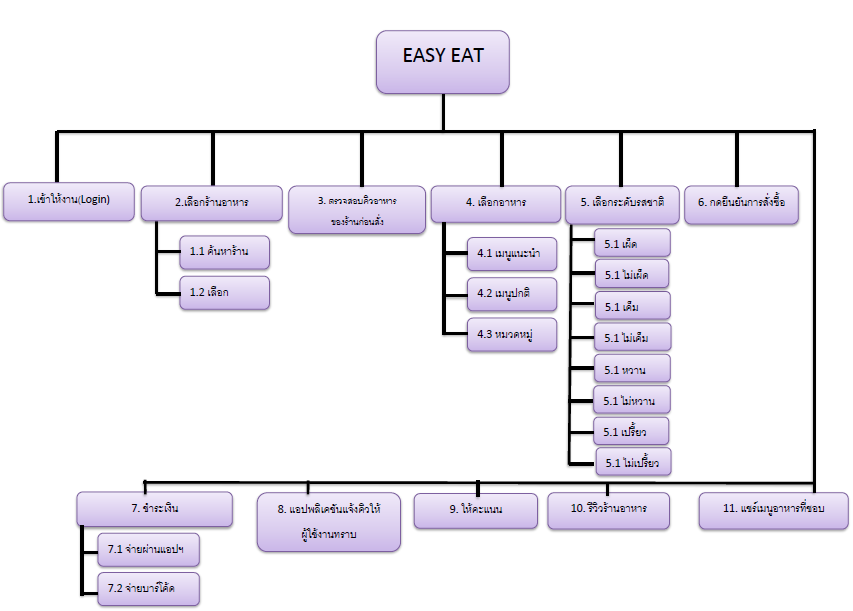 EASY EAT
1.เข้าให้งาน(Login)
2.เลือกร้านอาหาร
3. ตรวจสอบคิวอาหาร
ของร้านก่อนสั่ง
4. เลือกอาหาร
5. เลือกระดับรสชาติ
6. กดยืนยันการสั่งซื้อ
1.1 ค้นหาร้าน
1.2 เลือก
4.1 เมนูแนะนำ
4.2 เมนูปกติ
4.3 หมวดหมู่
5.1 เผ็ด
5.1 ไม่เผ็ด
5.1 เค็ม
5.1 ไม่เค็ม
5.1 หวาน
5.1 ไม่หวาน
5.1 เปรี้ยว
5.1 ไม่เปรี้ยว
7. ชำระเงิน
8. แอปพลิเคชันแจ้งคิวให้
ผู้ใช้งานทราบ
9. ให้คะแนน
10. รีวิวร้านอาหาร
11. แชร์เมนูอาหารที่ชอบ
7.1 จ่ายผ่านแอปฯ
7.2 จ่ายบาร์โค้ด